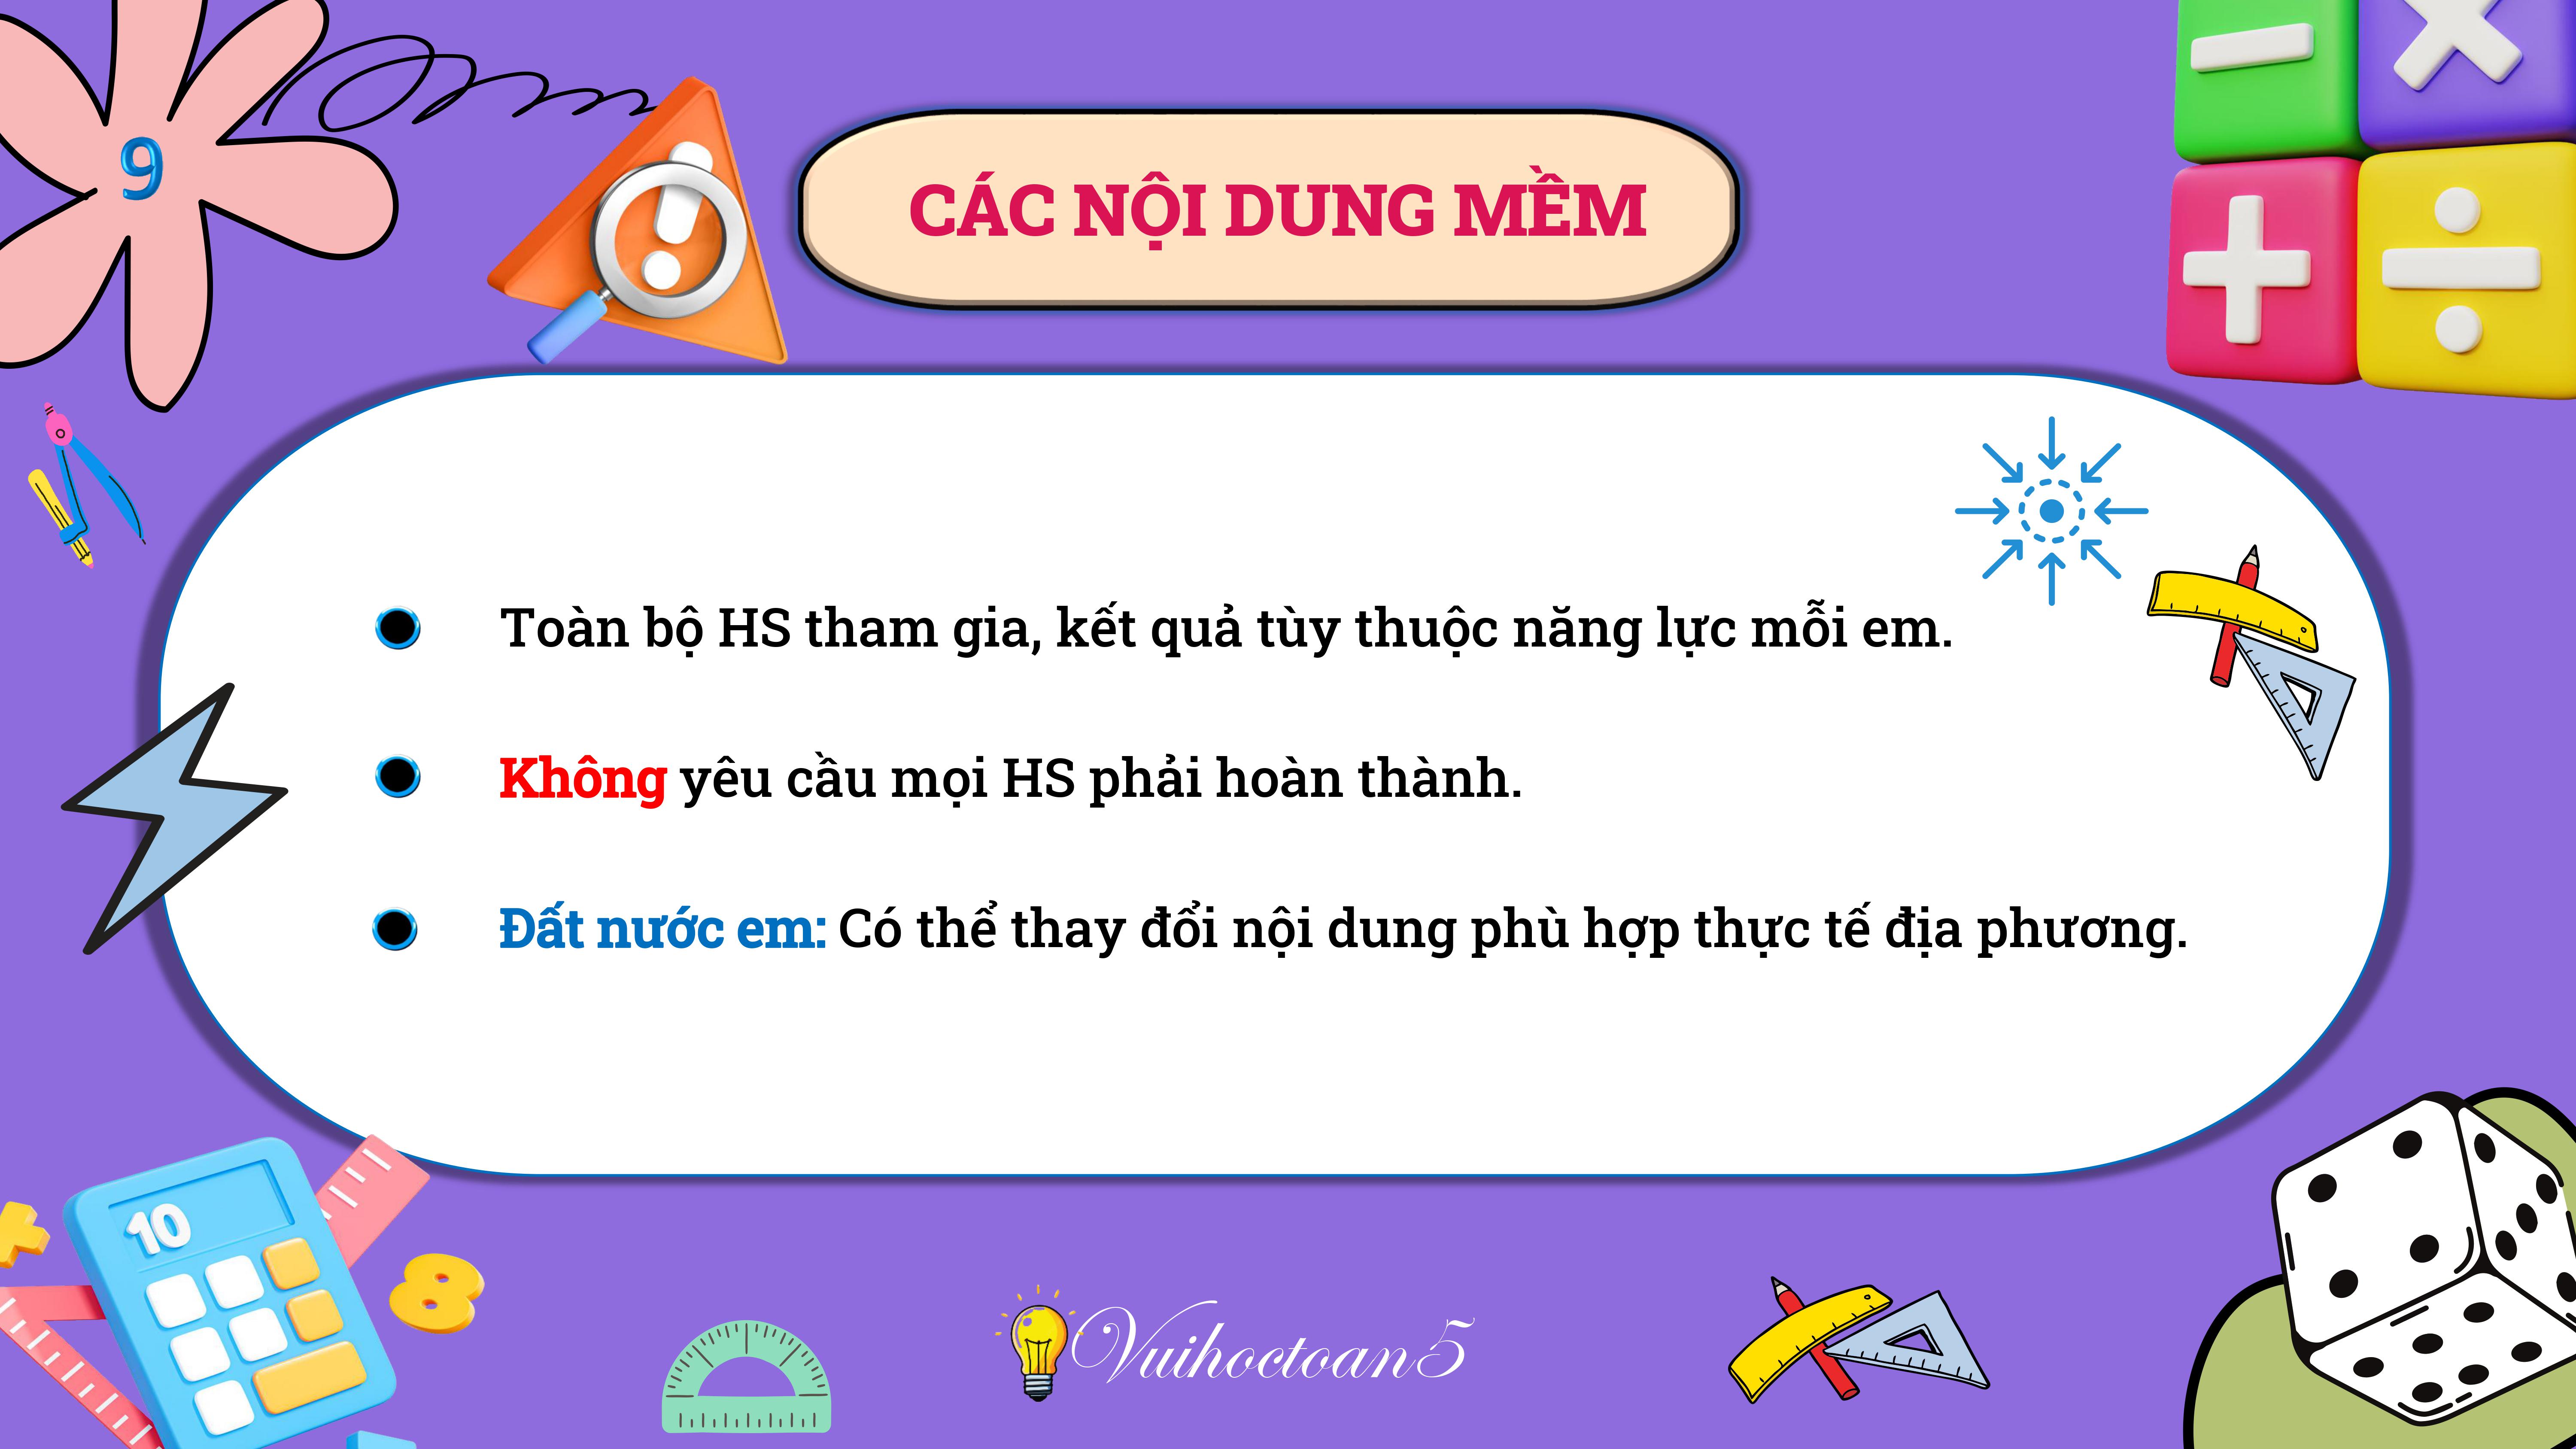 9
CÁC NỘI DUNG MỀM
Toàn bộ HS tham gia, kết quả tùy thuộc năng lực mỗi em.
Không yêu cầu mọi HS phải hoàn thành.
Đất nước em: Có thể thay đổi nội dung phù hợp thực tế địa phương.
10
8
Vuihoctoan5